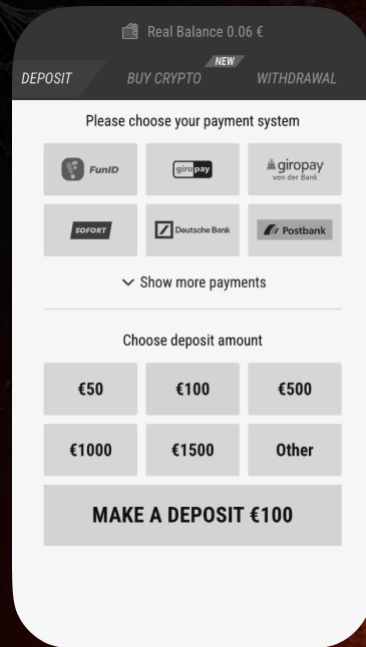 Real Balance 0.06 €
NEW
DEPOSIT BUY CRYPTO WITHDRAWAL
Please choose your payment system
FunID giropay giropay
von der Bank
SOFORT Deutsche Bank Postbank
Show more payments
Choose deposit amount
€50 €100 €500
€1000 €1500 Other
MAKE A DEPOSIT €100